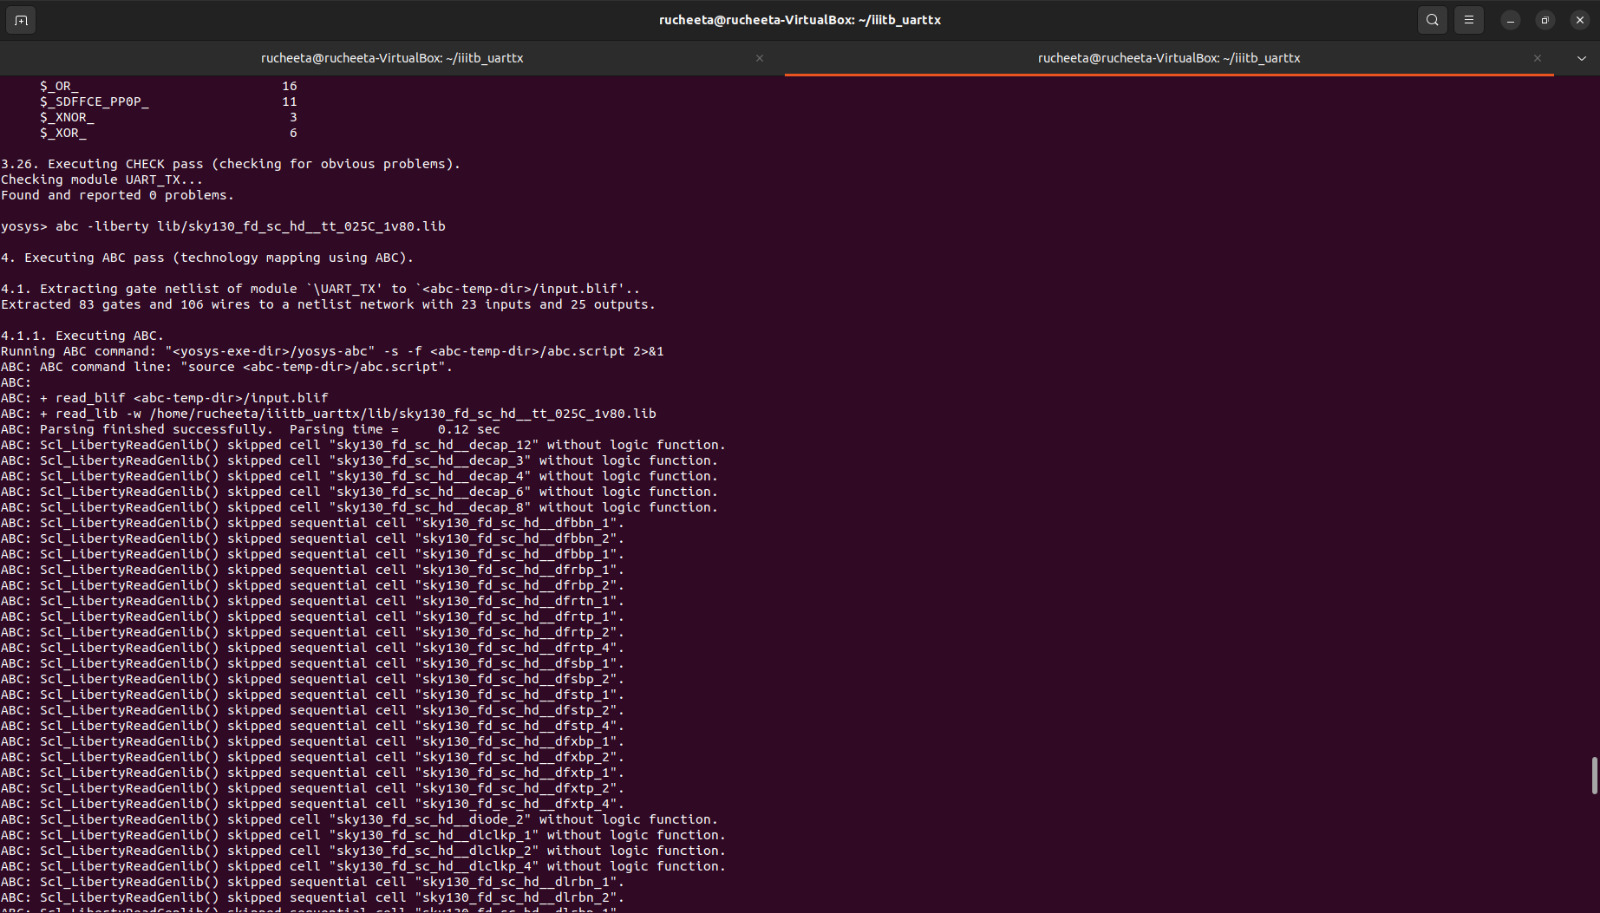 rucheeta@rucheeta-VirtualBox: ~/iiitb_uarttx
rucheeta@rucheeta-VirtualBox: ~/iiitb_uarttx
rucheeta@rucheeta-VirtualBox: ~/iiitb_uarttx
$_OR_ 16
$_SDFFCE_PP0P_ 11
$_XNOR_ 3
$_XOR_ 6
3.26. Executing CHECK pass (checking for obvious problems).
Checking module UART_TX...
Found and reported 0 problems.
yosys> abc -liberty lib/sky130_fd_sc_hd__tt_025C_1v80.lib
4. Executing ABC pass (technology mapping using ABC).
4.1. Extracting gate netlist of module `\UART_TX' to `<abc-temp-dir>/input.blif'..
Extracted 83 gates and 106 wires to a netlist network with 23 inputs and 25 outputs.
4.1.1. Executing ABC.
Running ABC command: "<yosys-exe-dir>/yosys-abc" -s -f <abc-temp-dir>/abc.script 2>&1
ABC: ABC command line: "source <abc-temp-dir>/abc.script".
ABC:
ABC: + read_blif <abc-temp-dir>/input.blif
ABC: + read_lib -w /home/rucheeta/iiitb_uarttx/lib/sky130_fd_sc_hd__tt_025C_1v80.lib
ABC: Parsing finished successfully.  Parsing time =     0.12 sec
ABC: Scl_LibertyReadGenlib() skipped cell "sky130_fd_sc_hd__decap_12" without logic function.
ABC: Scl_LibertyReadGenlib() skipped cell "sky130_fd_sc_hd__decap_3" without logic function.
ABC: Scl_LibertyReadGenlib() skipped cell "sky130_fd_sc_hd__decap_4" without logic function.
ABC: Scl_LibertyReadGenlib() skipped cell "sky130_fd_sc_hd__decap_6" without logic function.
ABC: Scl_LibertyReadGenlib() skipped cell "sky130_fd_sc_hd__decap_8" without logic function.
ABC: Scl_LibertyReadGenlib() skipped sequential cell "sky130_fd_sc_hd__dfbbn_1".
ABC: Scl_LibertyReadGenlib() skipped sequential cell "sky130_fd_sc_hd__dfbbn_2".
ABC: Scl_LibertyReadGenlib() skipped sequential cell "sky130_fd_sc_hd__dfbbp_1".
ABC: Scl_LibertyReadGenlib() skipped sequential cell "sky130_fd_sc_hd__dfrbp_1".
ABC: Scl_LibertyReadGenlib() skipped sequential cell "sky130_fd_sc_hd__dfrbp_2".
ABC: Scl_LibertyReadGenlib() skipped sequential cell "sky130_fd_sc_hd__dfrtn_1".
ABC: Scl_LibertyReadGenlib() skipped sequential cell "sky130_fd_sc_hd__dfrtp_1".
ABC: Scl_LibertyReadGenlib() skipped sequential cell "sky130_fd_sc_hd__dfrtp_2".
ABC: Scl_LibertyReadGenlib() skipped sequential cell "sky130_fd_sc_hd__dfrtp_4".
ABC: Scl_LibertyReadGenlib() skipped sequential cell "sky130_fd_sc_hd__dfsbp_1".
ABC: Scl_LibertyReadGenlib() skipped sequential cell "sky130_fd_sc_hd__dfsbp_2".
ABC: Scl_LibertyReadGenlib() skipped sequential cell "sky130_fd_sc_hd__dfstp_1".
ABC: Scl_LibertyReadGenlib() skipped sequential cell "sky130_fd_sc_hd__dfstp_2".
ABC: Scl_LibertyReadGenlib() skipped sequential cell "sky130_fd_sc_hd__dfstp_4".
ABC: Scl_LibertyReadGenlib() skipped sequential cell "sky130_fd_sc_hd__dfxbp_1".
ABC: Scl_LibertyReadGenlib() skipped sequential cell "sky130_fd_sc_hd__dfxbp_2".
ABC: Scl_LibertyReadGenlib() skipped sequential cell "sky130_fd_sc_hd__dfxtp_1".
ABC: Scl_LibertyReadGenlib() skipped sequential cell "sky130_fd_sc_hd__dfxtp_2".
ABC: Scl_LibertyReadGenlib() skipped sequential cell "sky130_fd_sc_hd__dfxtp_4".
ABC: Scl_LibertyReadGenlib() skipped cell "sky130_fd_sc_hd__diode_2" without logic function.
ABC: Scl_LibertyReadGenlib() skipped cell "sky130_fd_sc_hd__dlclkp_1" without logic function.
ABC: Scl_LibertyReadGenlib() skipped cell "sky130_fd_sc_hd__dlclkp_2" without logic function.
ABC: Scl_LibertyReadGenlib() skipped cell "sky130_fd_sc_hd__dlclkp_4" without logic function.
ABC: Scl_LibertyReadGenlib() skipped sequential cell "sky130_fd_sc_hd__dlrbn_1".
ABC: Scl_LibertyReadGenlib() skipped sequential cell "sky130_fd_sc_hd__dlrbn_2".